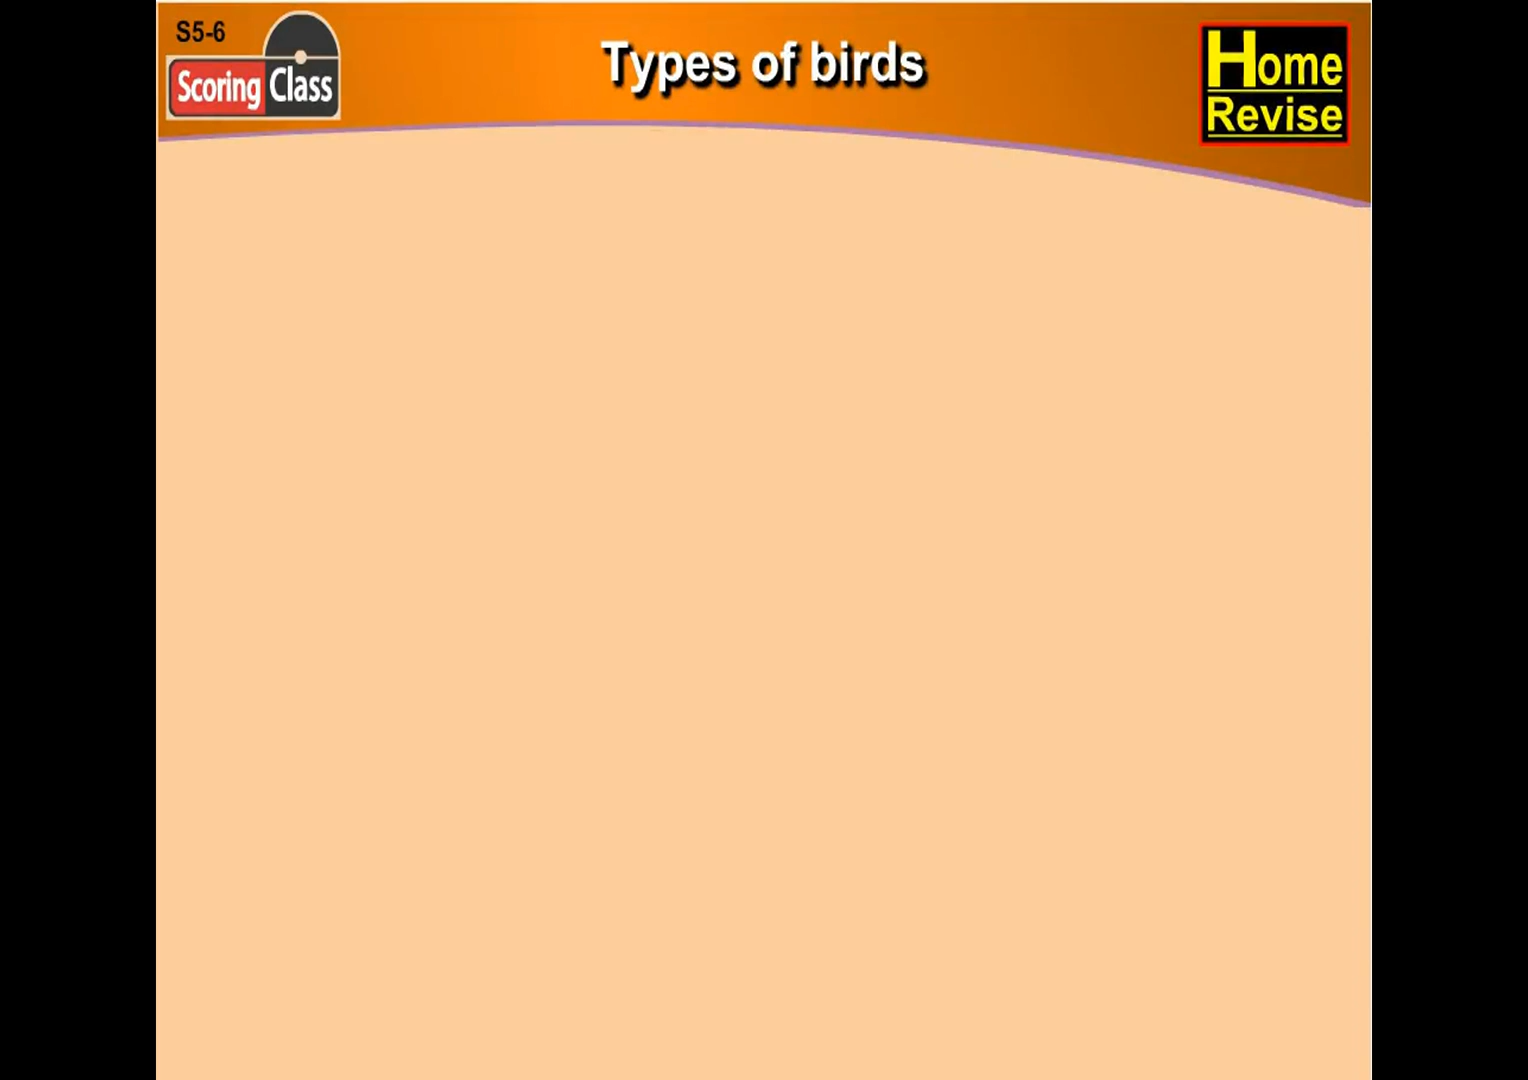 S5-6
Scoring Class
Types of birds
Home
Revise